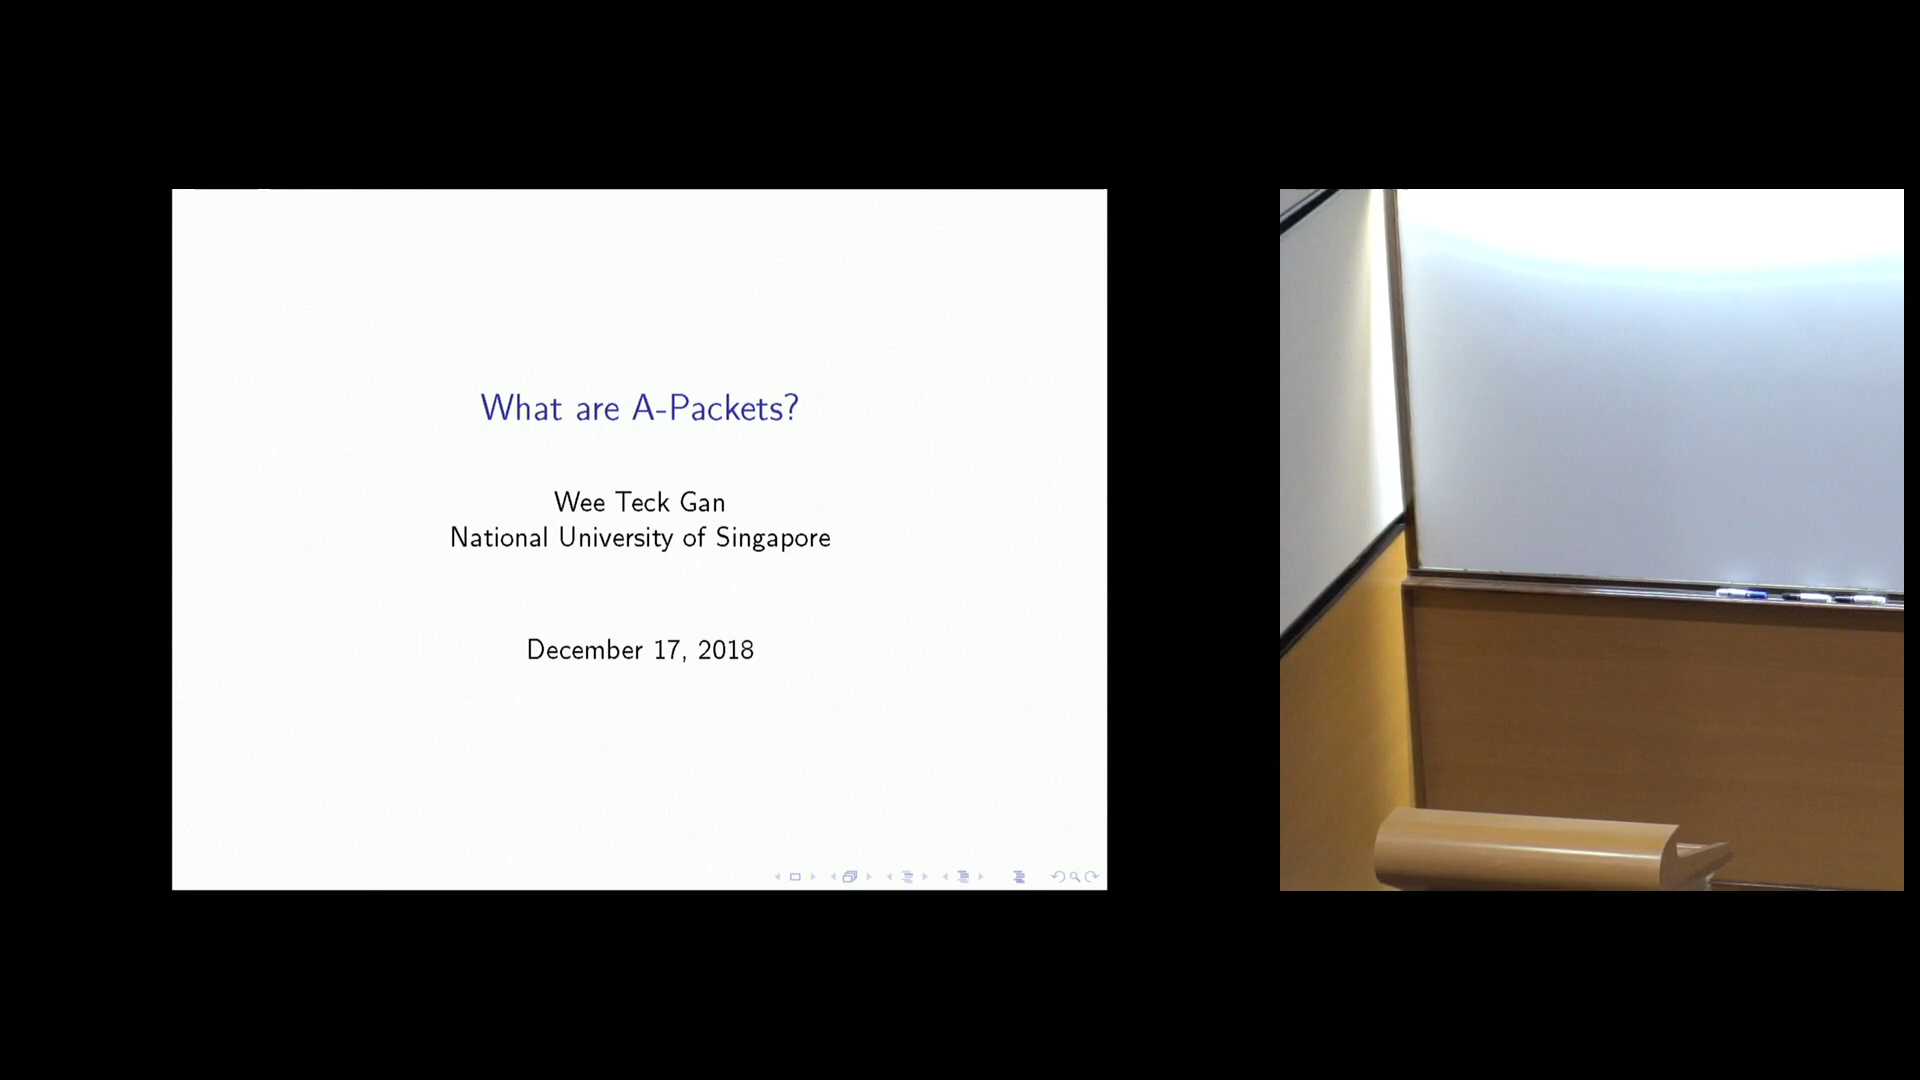 What are A-Packets?
Wee Teck Gan
National University of Singapore
December 17, 2018